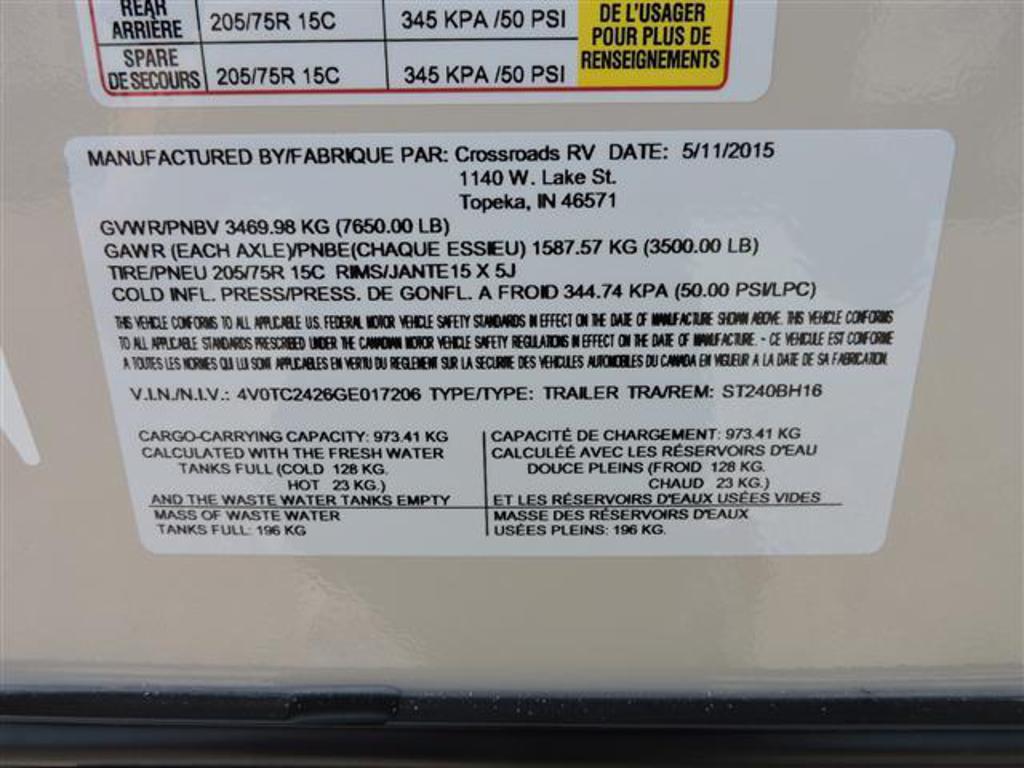 REAR
ARRIÈRE 205/75R 15C 345 KPA /50 PSI
SPARE
DE SECOURS 205/75R 15C 345 KPA /50 PSI
DE L'USAGER
POUR PLUS DE
RENSEIGNEMENTS
MANUFACTURED BY/FABRIQUE PAR: Crossroads RV DATE: 5/11/2015
1140 W. Lake St.
Topeka, IN 46571
GVWR/PNBV 3469.98 KG (7650.00 LB)
GAWR (EACH AXLE)/PNBE(CHAQUE ESSIEU) 1587.57 KG (3500.00 LB)
TIRE/PNEU 205/75R 15C RIMS/JANTE15 X 5J
COLD INFL. PRESS/PRESS. DE GONFL. A FROID 344.74 KPA (50.00 PSI/LPC)
THIS VEHICLE CONFORMS TO ALL APPLICABLE U.S. FEDERAL MOTOR VEHICLE SAFETY STANDARDS IN EFFECT ON THE DATE OF MANUFACTURE SHOWN ABOVE. THIS VEHICLE CONFORMS
TO ALL APPLICABLE STANDARDS PRESCRIBED UNDER THE CANADIAN MOTOR VEHICLE SAFETY REGULATIONS IN EFFECT ON THE DATE OF MANUFACTURE. - CE VEHICULE EST CONFORME
A TOUTES LES NORMES QUI LUI SONT APPLICABLES EN VERTU DU REGLEMENT SUR LA SECURITE DES VEHICULES AUTOMOBILES DU CANADA EN VIGUEUR A LA DATE DE SA FABRICATION.
V.I.N./N.I.V.: 4V0TC2426GE017206 TYPE/TYPE: TRAILER TRA/REM: ST240BH16
CARGO-CARRYING CAPACITY: 973.41 KG
CALCULATED WITH THE FRESH WATER
TANKS FULL (COLD 128 KG.
HOT 23 KG.)
AND THE WASTE WATER TANKS EMPTY
MASS OF WASTE WATER
TANKS FULL: 196 KG
CAPACITÉ DE CHARGEMENT: 973.41 KG
CALCULÉE AVEC LES RÉSERVOIRS D'EAU
DOUCE PLEINS (FROID 128 KG.
CHAUD 23 KG.)
ET LES RÉSERVOIRS D'EAUX USÉES VIDES
MASSE DES RÉSERVOIRS D'EAUX
USÉES PLEINS: 196 KG.